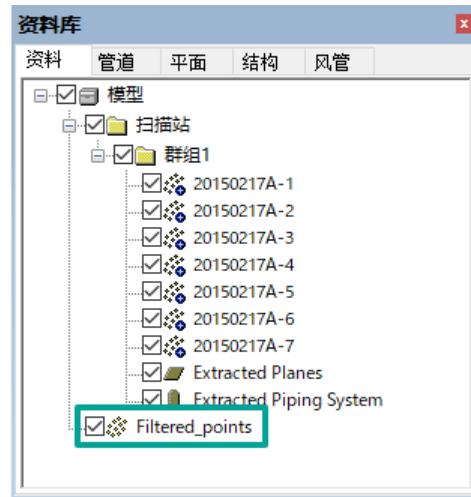 资料库
资料 管道 平面 结构 风管
模型
扫描站
群组1
20150217A-1
20150217A-2
20150217A-3
20150217A-4
20150217A-5
20150217A-6
20150217A-7
Extracted Planes
Extracted Piping System
Filtered_points